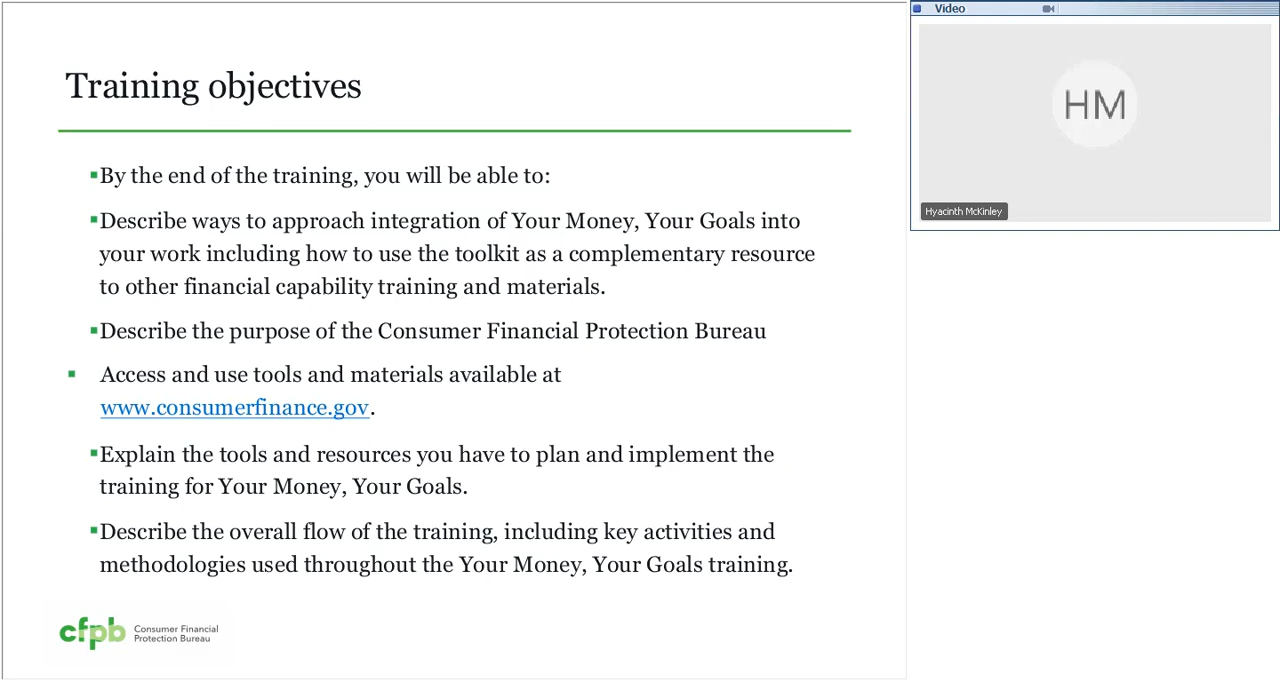 Training objectives
▪By the end of the training, you will be able to:
▪Describe ways to approach integration of Your Money, Your Goals into
your work including how to use the toolkit as a complementary resource
to other financial capability training and materials.
▪Describe the purpose of the Consumer Financial Protection Bureau
▪ Access and use tools and materials available at
www.consumerfinance.gov.
▪Explain the tools and resources you have to plan and implement the
training for Your Money, Your Goals.
▪Describe the overall flow of the training, including key activities and
methodologies used throughout the Your Money, Your Goals training.
cfpb
Consumer Financial
Protection Bureau
Video
HM
Hyacinth McKinley